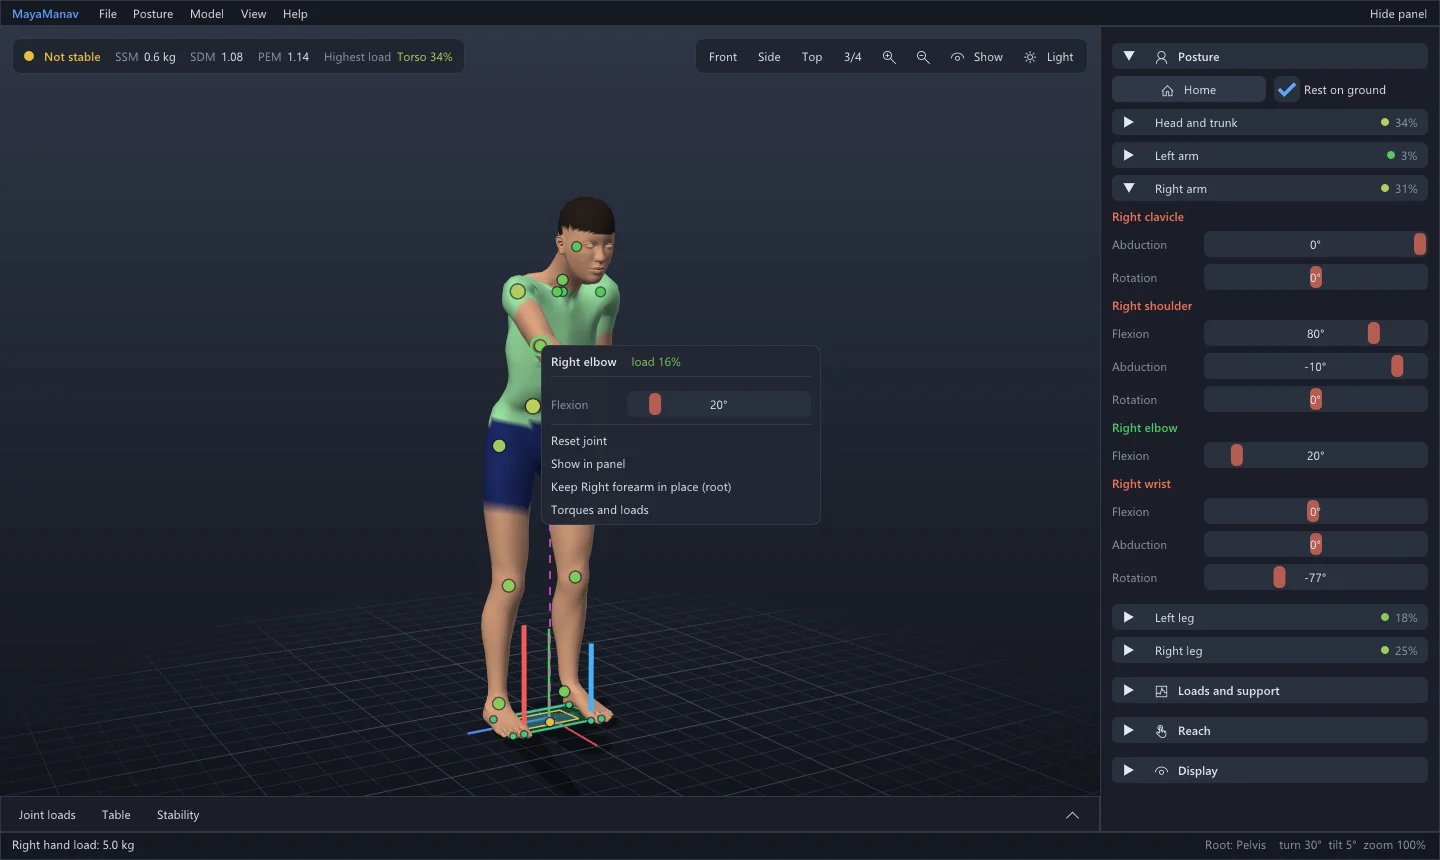 MayaManav File Posture Model View Help Hide panel
Not stable SSM 0.6 kg SDM 1.08 PEM 1.14 Highest load Torso 34%
Front Side Top 3/4 Show Light
Posture
Home Rest on ground
Head and trunk 34%
Left arm 3%
Right arm 31%
Right clavicle
Abduction 0°
Rotation 0°
Right shoulder
Flexion 80°
Abduction -10°
Rotation 0°
Right elbow
Flexion 20°
Right wrist
Flexion 0°
Abduction 0°
Rotation -77°
Left leg 18%
Right leg 25%
Loads and support
Reach
Display
Right elbow load 16%
Flexion 20°
Reset joint
Show in panel
Keep Right forearm in place (root)
Torques and loads
Joint loads Table Stability
Right hand load: 5.0 kg
Root: Pelvis turn 30° tilt 5° zoom 100%